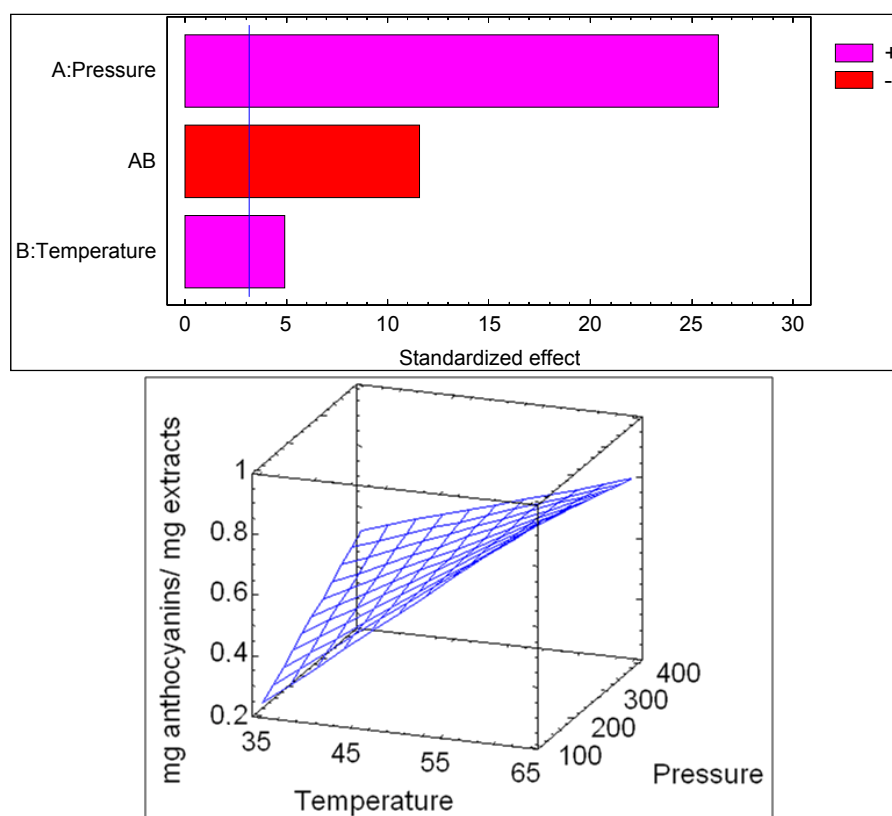 A:Pressure
AB
B:Temperature
+
-
0 5 10 15 20 25 30
Standardized effect
mg anthocyanins/ mg extracts
1
0.8
0.6
0.4
0.2
35 45 55 65
Temperature
100 200 300 400
Pressure